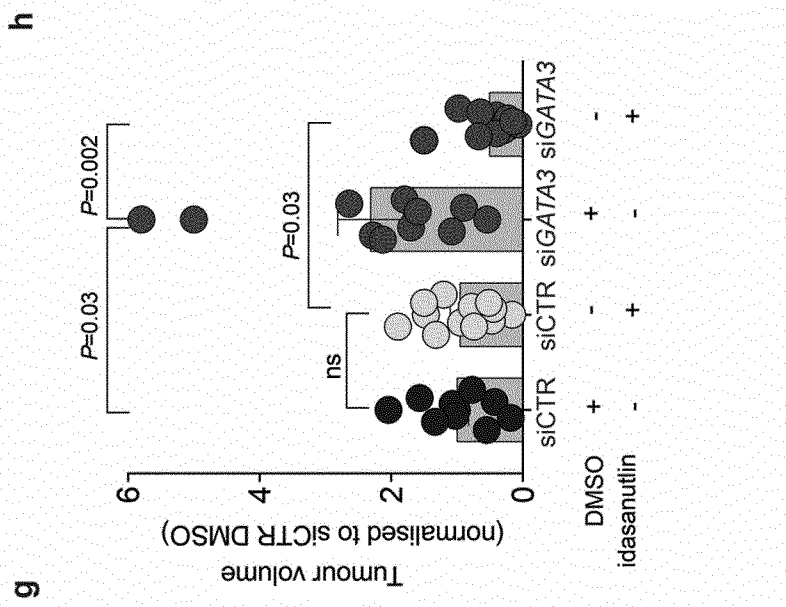 g
h
Tumour volume
(normalised to siCTR DMSO)
6
4
2
0
P=0.03
P=0.002
ns
P=0.03
siCTR siCTR siGATA3 siGATA3
DMSO + - + -
idasanutlin - + - +